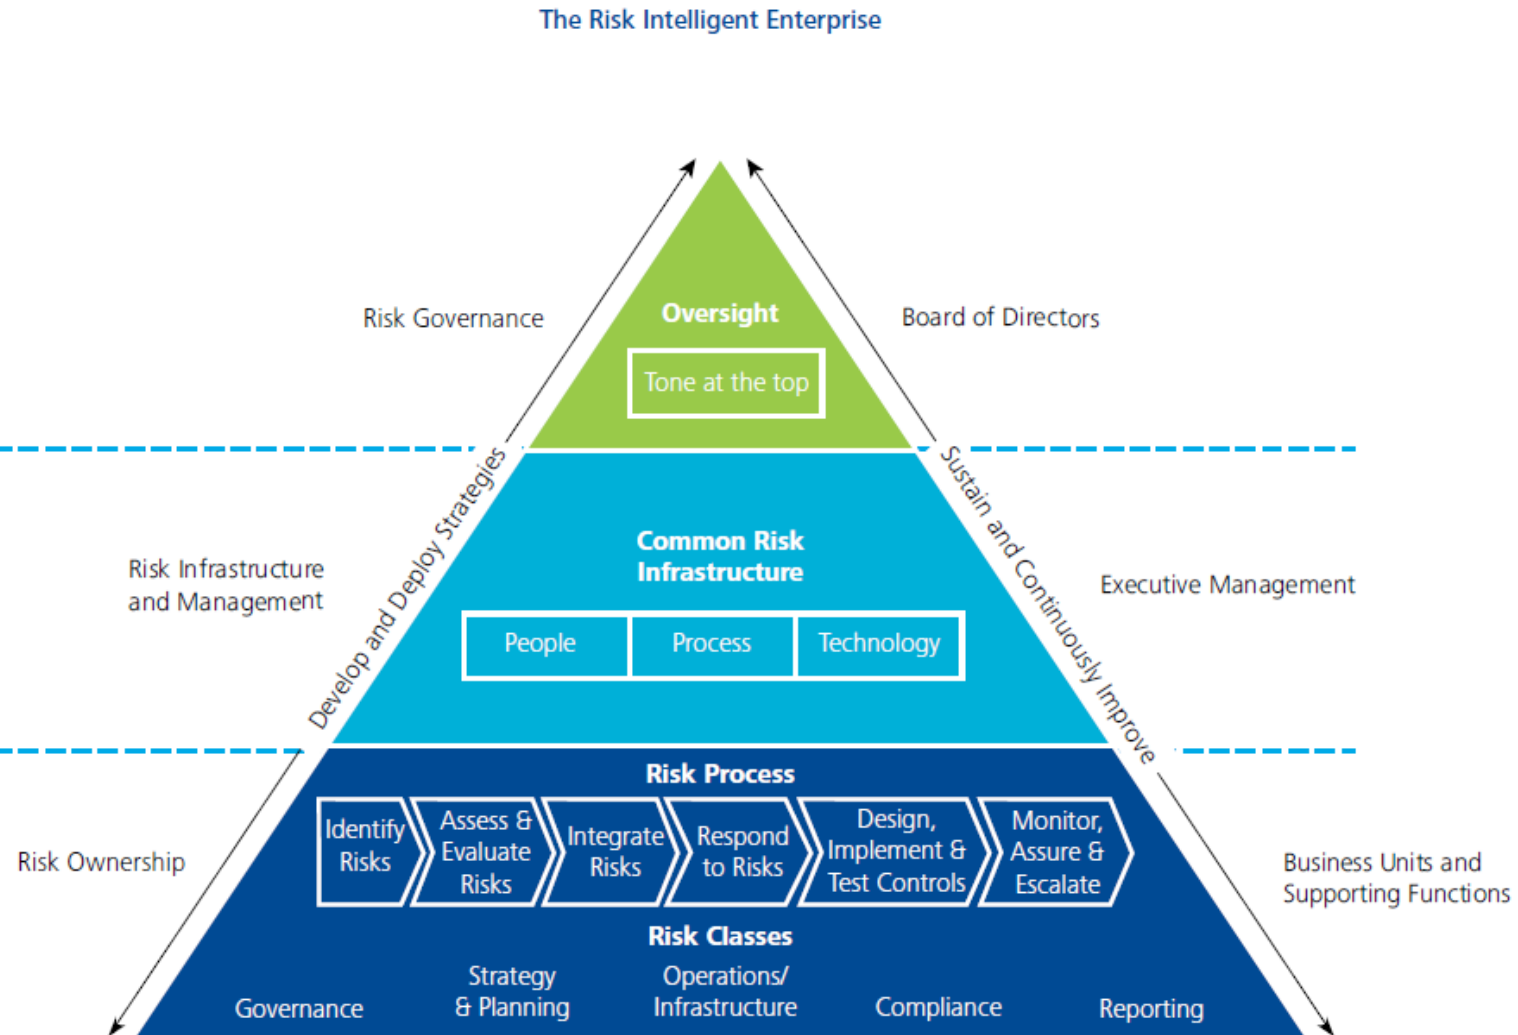 The Risk Intelligent Enterprise
Risk Governance
Oversight
Tone at the top
Board of Directors
Develop and Deploy Strategies
Sustain and Continuously Improve
Risk Infrastructure
and Management
Common Risk
Infrastructure
People
Process
Technology
Executive Management
Risk Ownership
Risk Process
Identify
Risks
Assess &
Evaluate
Risks
Integrate
Risks
Respond
to Risks
Design,
Implement &
Test Controls
Monitor,
Assure &
Escalate
Business Units and
Supporting Functions
Risk Classes
Governance
Strategy
& Planning
Operations/
Infrastructure
Compliance
Reporting